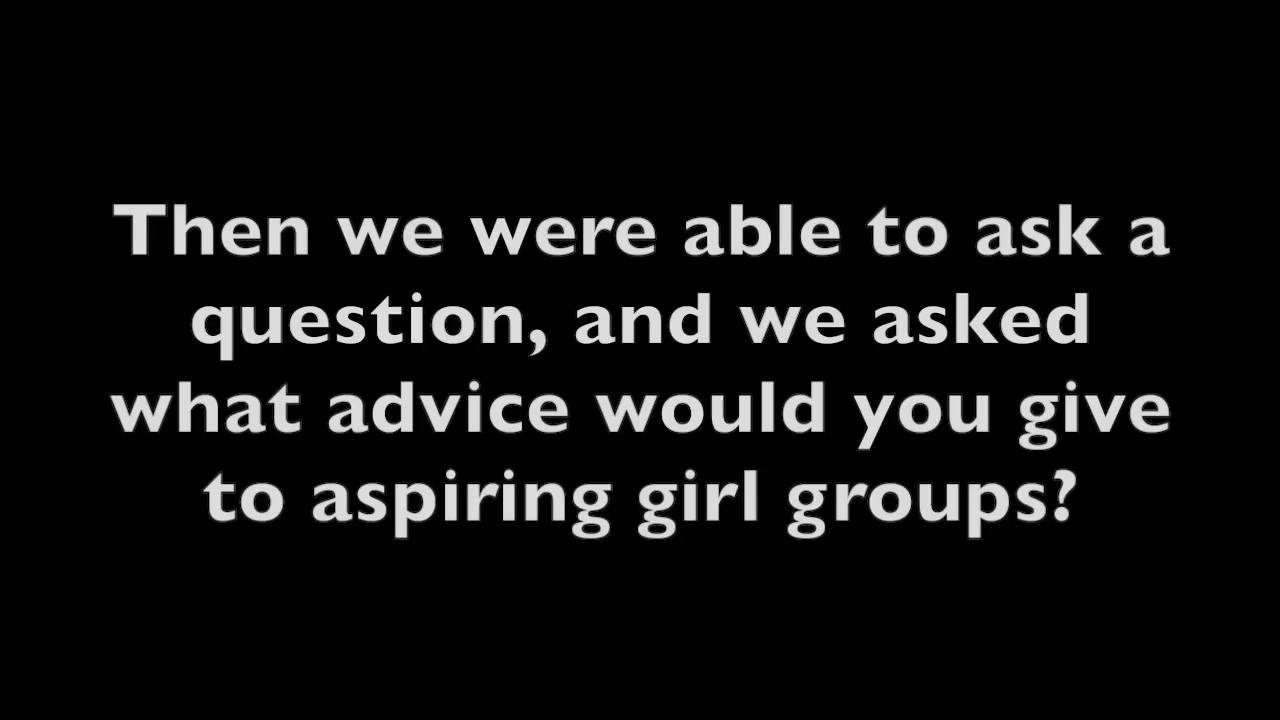 Then we were able to ask a
question, and we asked
what advice would you give
to aspiring girl groups?